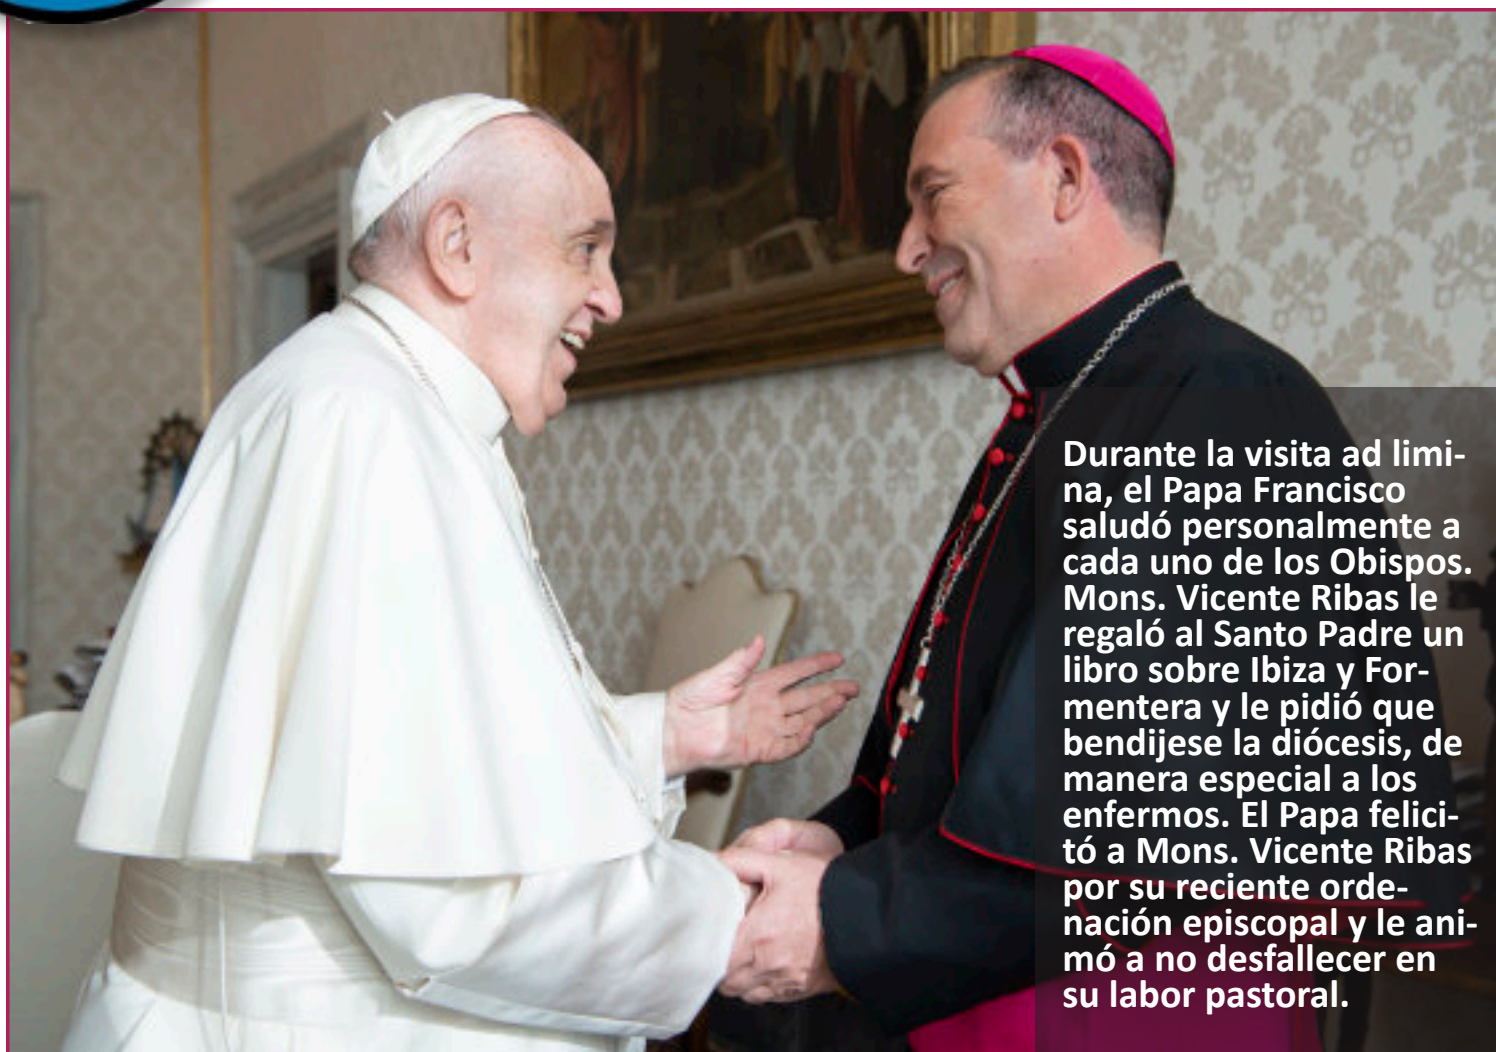 Durante la visita ad limi-
na, el Papa Francisco
saludó personalmente a
cada uno de los Obispos.
Mons. Vicente Ribas le
regaló al Santo Padre un
libro sobre Ibiza y For-
mentera y le pidió que
bendijese la diócesis, de
manera especial a los
enfermos. El Papa felici-
tó a Mons. Vicente Ribas
por su reciente orde-
nación episcopal y le ani-
mó a no desfallecer en
su labor pastoral.